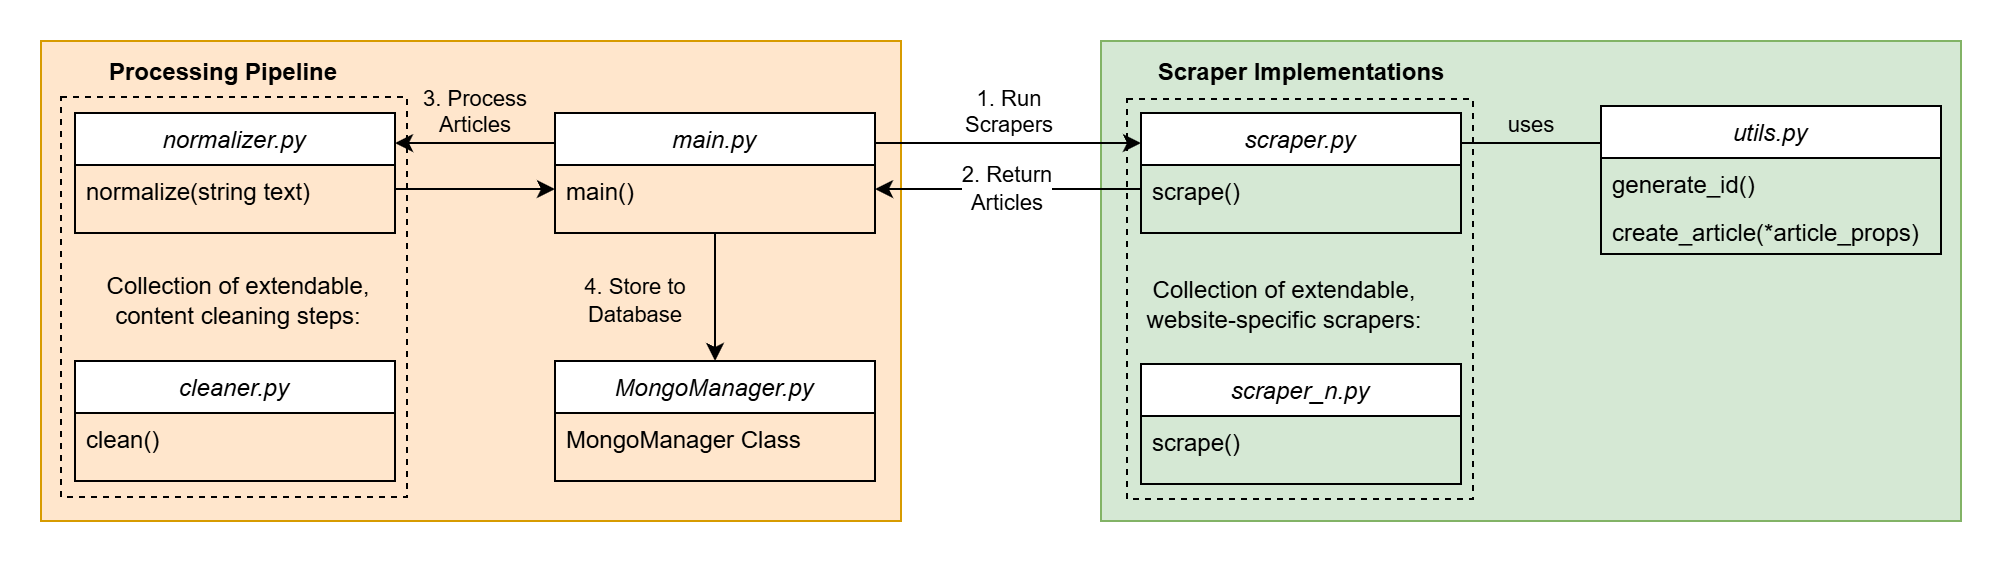 Processing Pipeline
normalizer.py
normalize(string text)
Collection of extendable,
content cleaning steps:
cleaner.py
clean()
3. Process
Articles
main.py
main()
4. Store to
Database
MongoManager.py
MongoManager Class
1. Run
Scrapers
2. Return
Articles
Scraper Implementations
scraper.py
scrape()
Collection of extendable,
website-specific scrapers:
scraper_n.py
scrape()
uses
utils.py
generate_id()
create_article(*article_props)